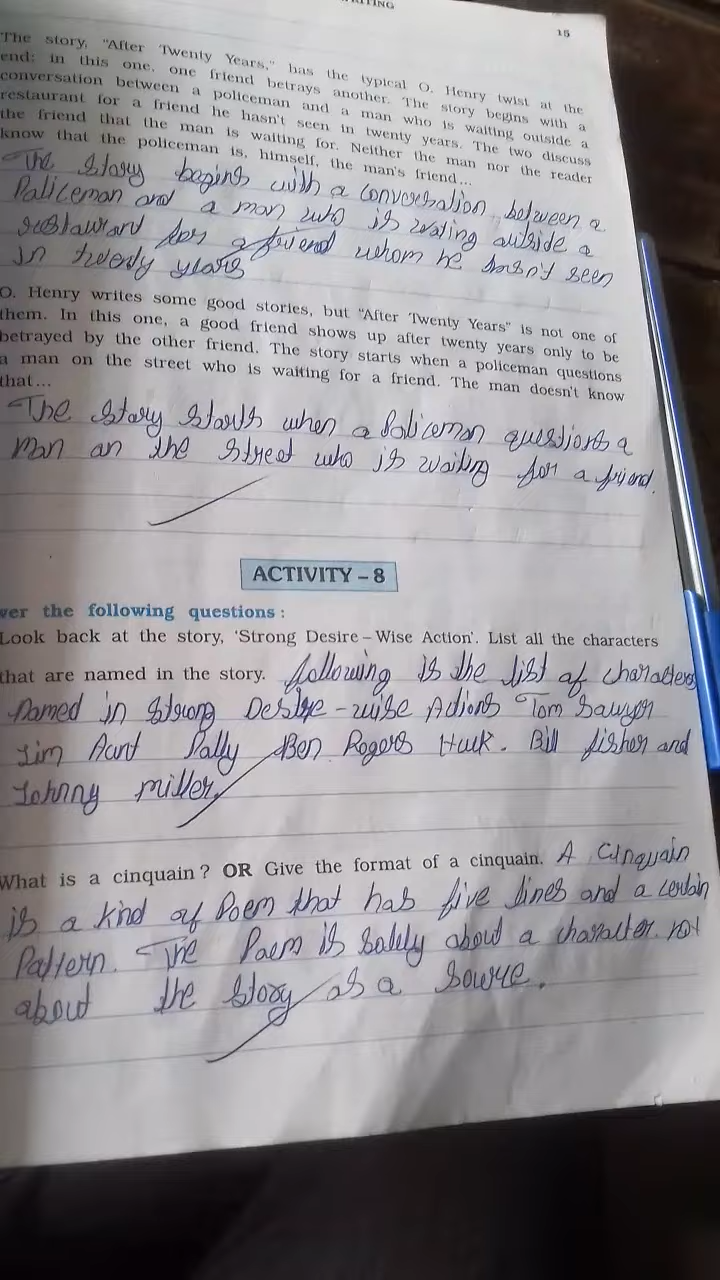 15
The story, "After Twenty Years," has the typical O. Henry twist at the
end: in this one, one friend betrays another. The story begins with a
conversation between a policeman and a man who is waiting outside a
restaurant for a friend he hasn't seen in twenty years. The two discuss
the friend that the man is waiting for. Neither the man nor the reader
know that the policeman is, himself, the man's friend...
The story begins with a conversation between a
Policeman and a man who is waiting outside a
restaurant for a friend whom he hasn't seen
in twenty years
O. Henry writes some good stories, but "After Twenty Years" is not one of
them. In this one, a good friend shows up after twenty years only to be
betrayed by the other friend. The story starts when a policeman questions
a man on the street who is waiting for a friend. The man doesn't know
that...
The story starts when a Policeman questions a
man on the street who is waiting for a friend.
ACTIVITY – 8
ver the following questions :
Look back at the story, 'Strong Desire – Wise Action'. List all the characters
that are named in the story. following is the list of characters
Named in strong Desire - wise Actions Tom Sawyer
Jim Aunt Pally Ben Rogers Huck. Bill fisher and
Johnny miller.
What is a cinquain ? OR Give the format of a cinquain. A Cinquain
is a kind of Poem that has five lines and a certain
Pattern. The Poem is Solely about a character not
about the story as a Sourre.